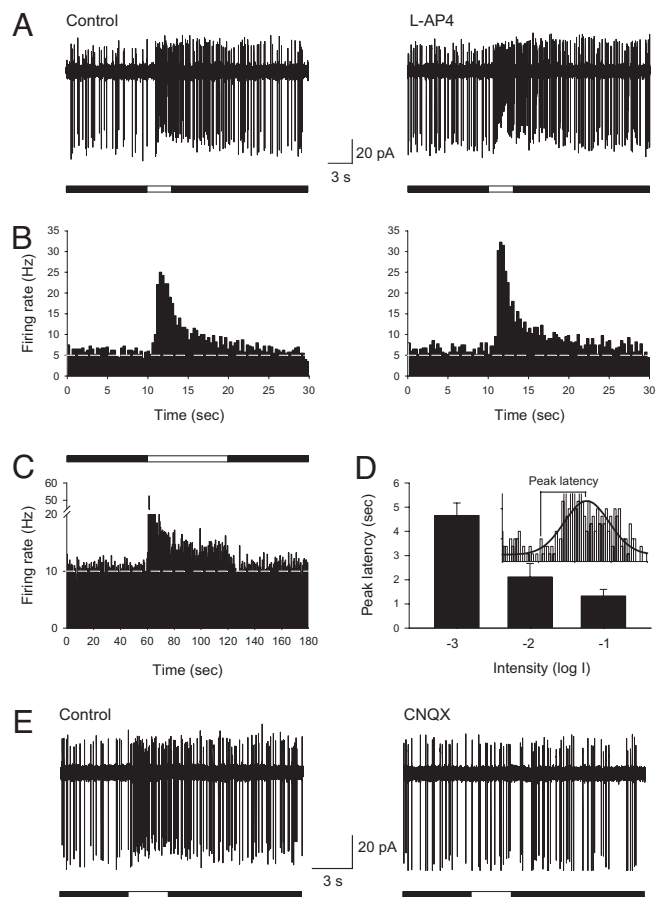 A
Control
L-AP4
20 pA
3 s
B
Firing rate (Hz)
35
30
25
20
15
10
5
0
0 5 10 15 20 25 30
Time (sec)
35
30
25
20
15
10
5
0
0 5 10 15 20 25 30
Time (sec)
C
Firing rate (Hz)
60
50
20
10
0
0 20 40 60 80 100 120 140 160 180
Time (sec)
D
Peak latency (sec)
6
5
4
3
2
1
0
Peak latency
-3 -2 -1
Intensity (log I)
E
Control
CNQX
20 pA
3 s